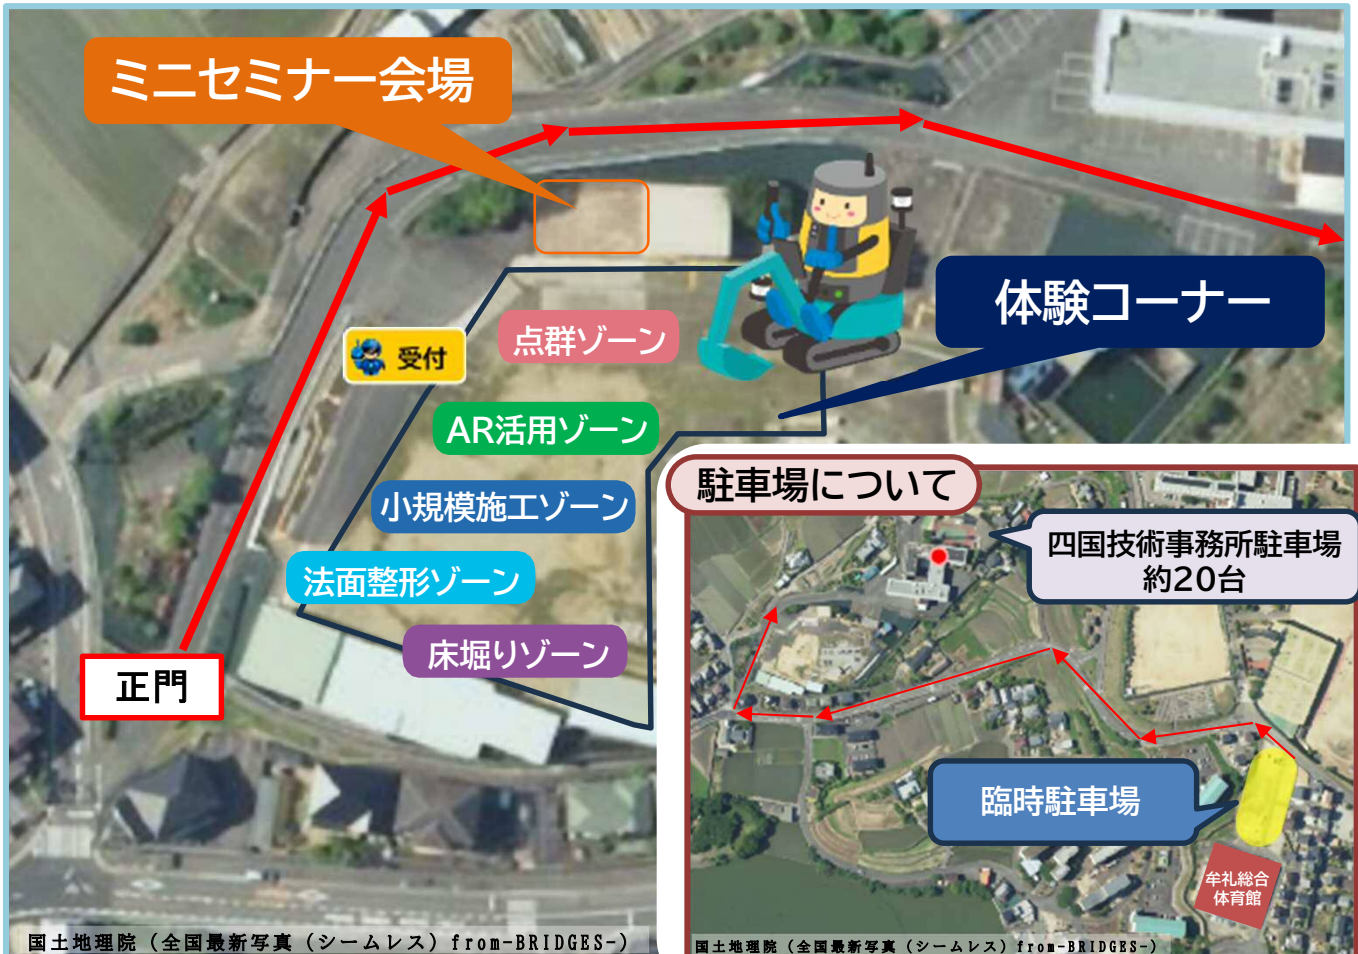 ミニセミナー会場
体験コーナー
点群ゾーン
受付
AR活用ゾーン
小規模施工ゾーン
法面整形ゾーン
床堀りゾーン
正門
国土地理院（全国最新写真（シームレス）from-BRIDGES-）
駐車場について
四国技術事務所駐車場
約20台
臨時駐車場
牟礼総合
体育館
国土地理院（全国最新写真（シームレス）from-BRIDGES-）